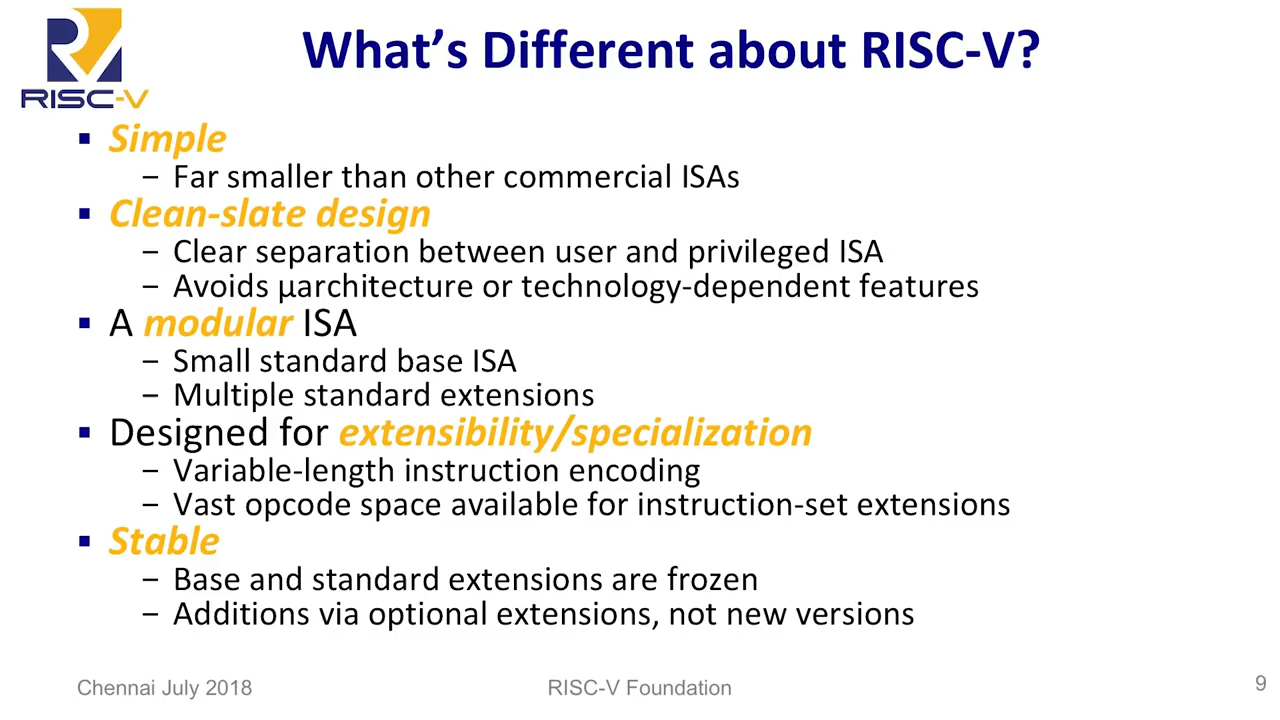 What's Different about RISC-V?
RISC-V
▪ Simple
– Far smaller than other commercial ISAs
▪ Clean-slate design
– Clear separation between user and privileged ISA
– Avoids µarchitecture or technology-dependent features
▪ A modular ISA
– Small standard base ISA
– Multiple standard extensions
▪ Designed for extensibility/specialization
– Variable-length instruction encoding
– Vast opcode space available for instruction-set extensions
▪ Stable
– Base and standard extensions are frozen
– Additions via optional extensions, not new versions
Chennai July 2018 RISC-V Foundation 9